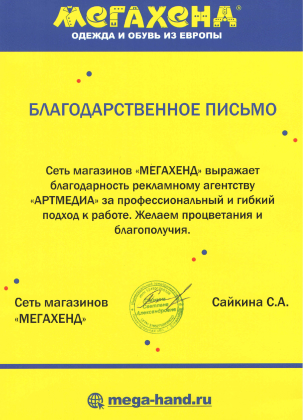 МЕГАХЕНД®
ОДЕЖДА И ОБУВЬ ИЗ ЕВРОПЫ
БЛАГОДАРСТВЕННОЕ ПИСЬМО
Сеть магазинов «МЕГАХЕНД» выражает
благодарность рекламному агентству
«АРТМЕДИА» за профессиональный и гибкий
подход к работе. Желаем процветания и
благополучия.
Сеть магазинов
«МЕГАХЕНД»
Сайкина С.А.
mega-hand.ru